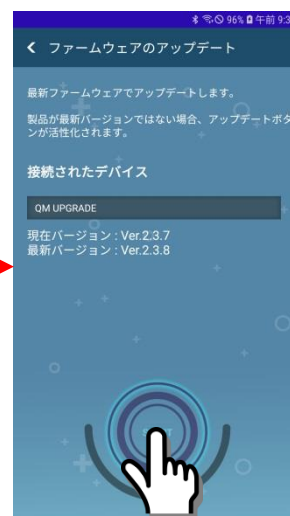 96% 午前 9:3
ファームウェアのアップデート
最新ファームウェアでアップデートします。
製品が最新バージョンではない場合、アップデートボタ
ンが活性化されます。
接続されたデバイス
QM UPGRADE
現在バージョン : Ver.2.3.7
最新バージョン : Ver.2.3.8